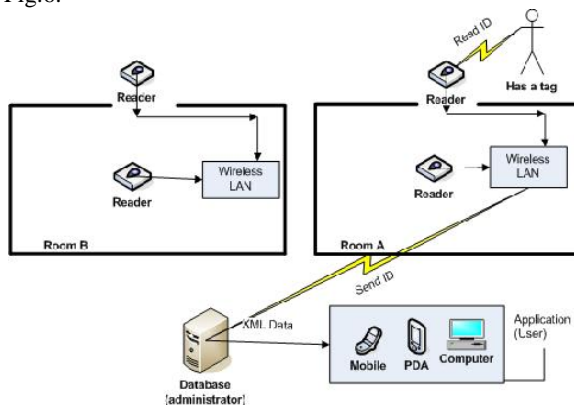 Fig.6.
Read ID
Has a tag
Reader
Reader
Wireless
LAN
Wireless
LAN
Reader
Reader
Room B
Room A
Send ID
XML Data
Application
(User)
Mobile
PDA
Computer
Database
(administrator)